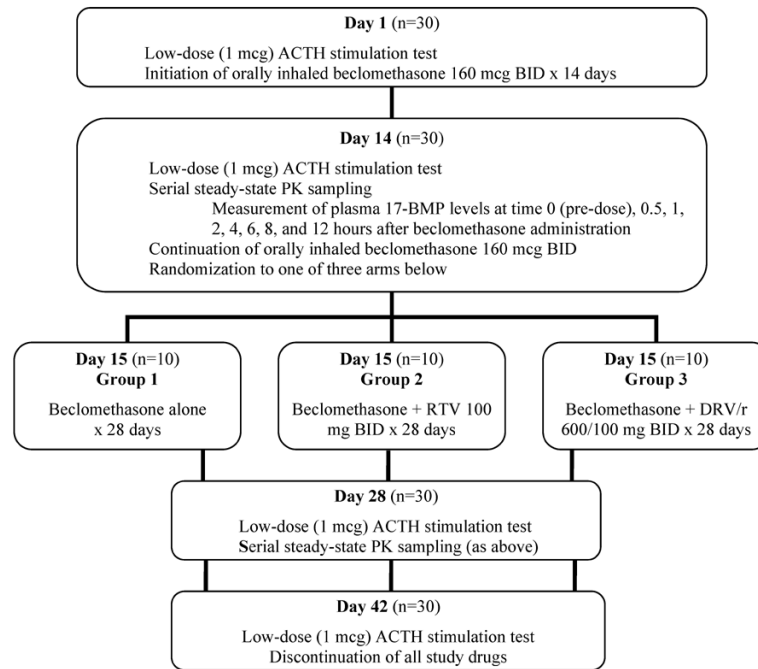 Day 1 (n=30)
Low-dose (1 mcg) ACTH stimulation test
Initiation of orally inhaled beclomethasone 160 mcg BID x 14 days
Day 14 (n=30)
Low-dose (1 mcg) ACTH stimulation test
Serial steady-state PK sampling
Measurement of plasma 17-BMP levels at time 0 (pre-dose), 0.5, 1,
2, 4, 6, 8, and 12 hours after beclomethasone administration
Continuation of orally inhaled beclomethasone 160 mcg BID
Randomization to one of three arms below
Day 15 (n=10)
Group 1
Beclomethasone alone
x 28 days
Day 15 (n=10)
Group 2
Beclomethasone + RTV 100
mg BID x 28 days
Day 15 (n=10)
Group 3
Beclomethasone + DRV/r
600/100 mg BID x 28 days
Day 28 (n=30)
Low-dose (1 mcg) ACTH stimulation test
Serial steady-state PK sampling (as above)
Day 42 (n=30)
Low-dose (1 mcg) ACTH stimulation test
Discontinuation of all study drugs